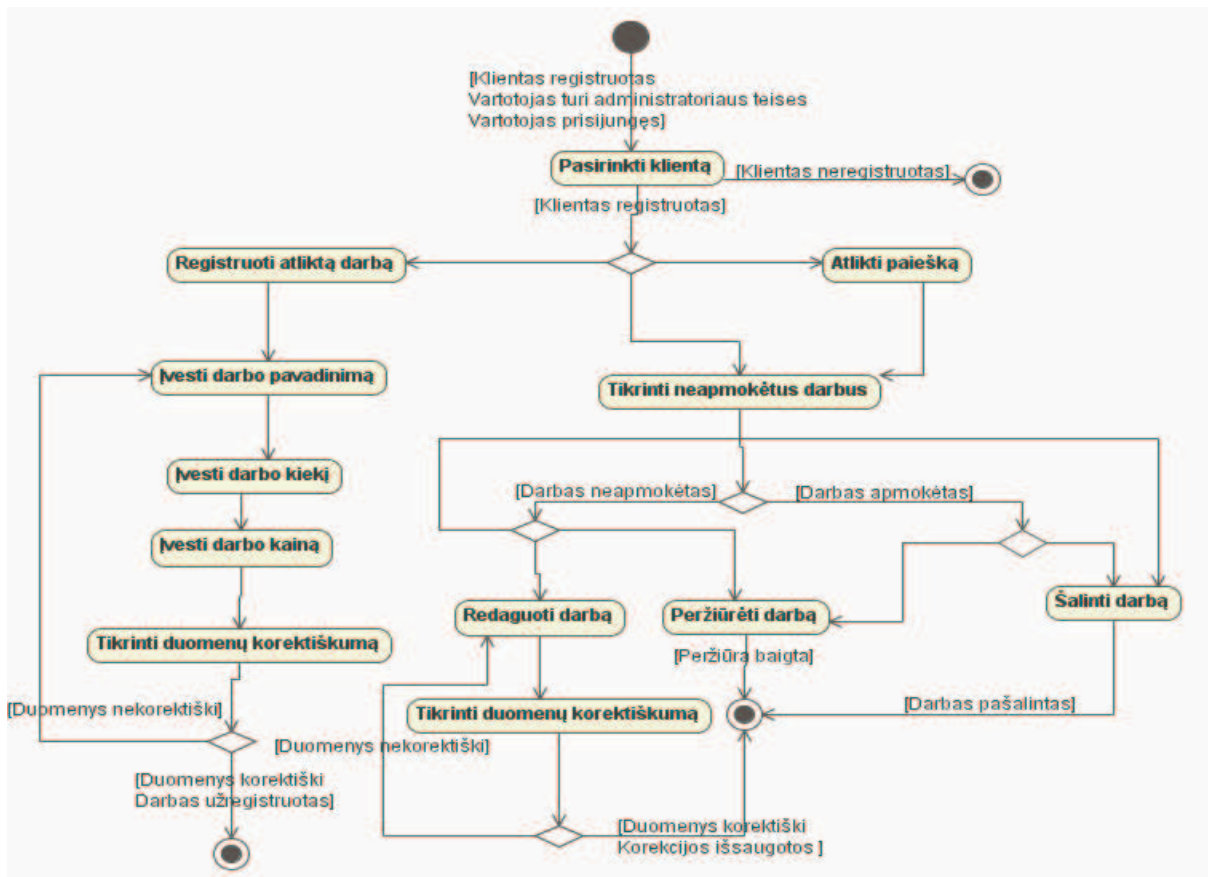 [Klientas registruotas
Vartotojas turi administratoriaus teises
Vartotojas prisijungęs]
Pasirinkti klientą
[Klientas neregistruotas]
[Klientas registruotas]
Registruoti atliktą darbą
Atlikti paiešką
Įvesti darbo pavadinimą
Tikrinti neapmokėtus darbus
Įvesti darbo kiekį
[Darbas neapmokėtas]
[Darbas apmokėtas]
Įvesti darbo kainą
Redaguoti darbą
Peržiūrėti darbą
Šalinti darbą
Tikrinti duomenų korektiškumą
[Peržiūra baigta]
[Duomenys nekorektiški]
Tikrinti duomenų korektiškumą
[Darbas pašalintas]
[Duomenys nekorektiški]
[Duomenys korektiški
Darbas užregistruotas]
[Duomenys korektiški
Korekcijos išsaugotos ]